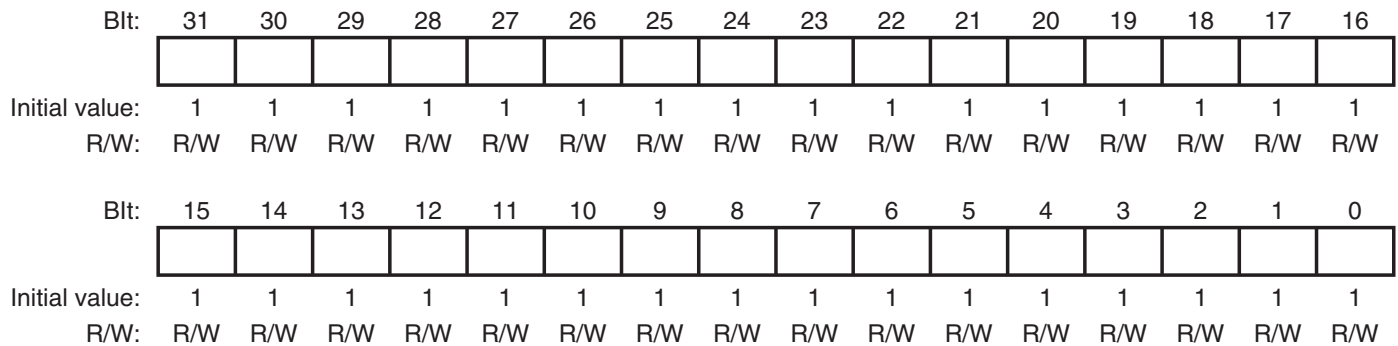 BIt: 31 30 29 28 27 26 25 24 23 22 21 20 19 18 17 16
Initial value: 1 1 1 1 1 1 1 1 1 1 1 1 1 1 1 1
R/W: R/W R/W R/W R/W R/W R/W R/W R/W R/W R/W R/W R/W R/W R/W R/W R/W
BIt: 15 14 13 12 11 10 9 8 7 6 5 4 3 2 1 0
Initial value: 1 1 1 1 1 1 1 1 1 1 1 1 1 1 1 1
R/W: R/W R/W R/W R/W R/W R/W R/W R/W R/W R/W R/W R/W R/W R/W R/W R/W